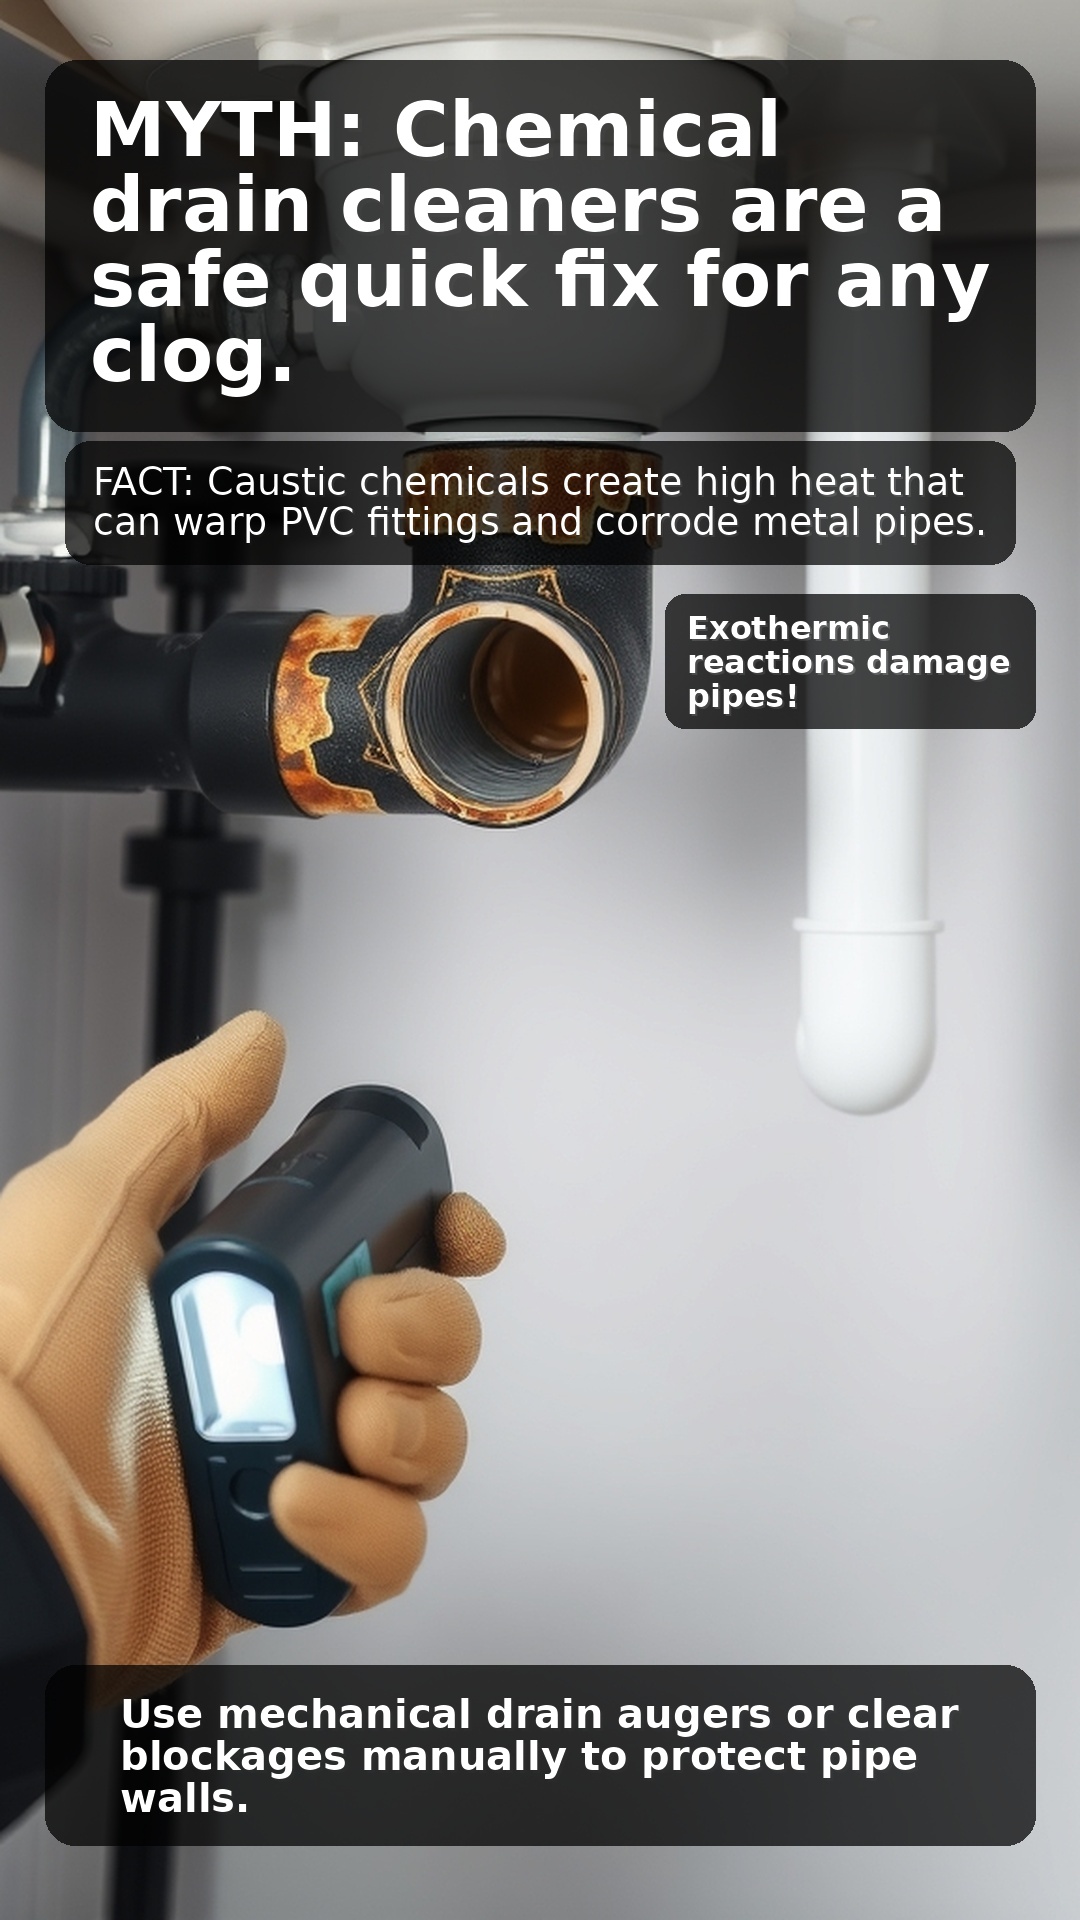 MYTH: Chemical
drain cleaners are a
safe quick fix for any
clog.
FACT: Caustic chemicals create high heat that
can warp PVC fittings and corrode metal pipes.
Exothermic
reactions damage
pipes!
Use mechanical drain augers or clear
blockages manually to protect pipe
walls.